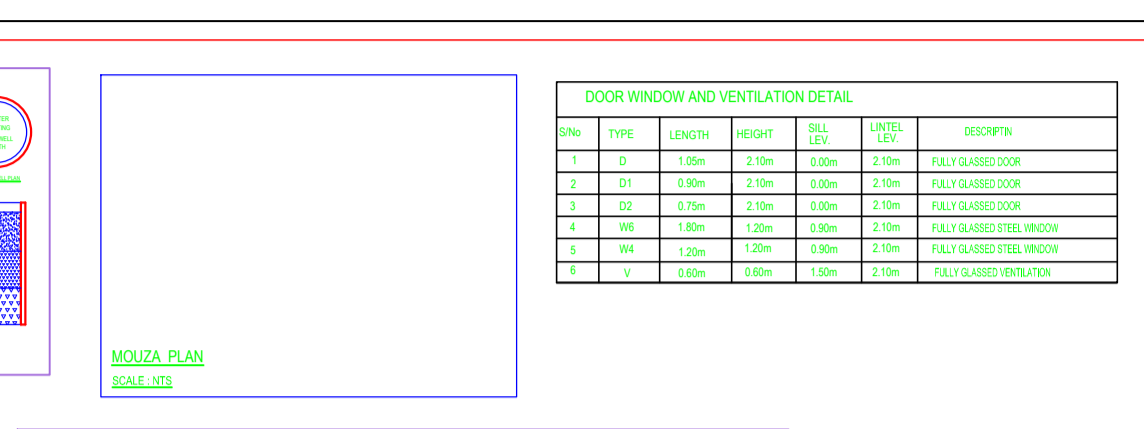 MOUZA PLAN
SCALE : NTS
DOOR WINDOW AND VENTILATION DETAIL
S/No TYPE LENGTH HEIGHT SILL LEV. LINTEL LEV. DESCRIPTIN
1 D 1.05m 2.10m 0.00m 2.10m FULLY GLASSED DOOR
2 D1 0.90m 2.10m 0.00m 2.10m FULLY GLASSED DOOR
3 D2 0.75m 2.10m 0.00m 2.10m FULLY GLASSED DOOR
4 W6 1.80m 1.20m 0.90m 2.10m FULLY GLASSED STEEL WINDOW
5 W4 1.20m 1.20m 0.90m 2.10m FULLY GLASSED STEEL WINDOW
6 V 0.60m 0.60m 1.50m 2.10m FULLY GLASSED VENTILATION